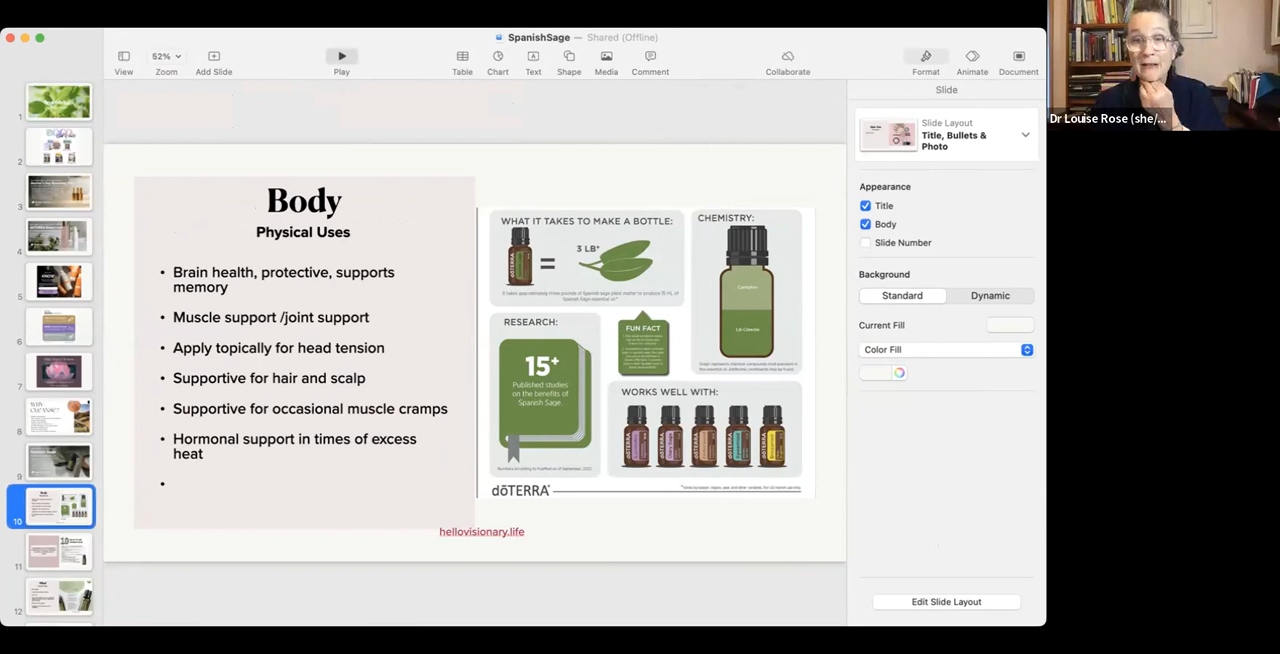 SpanishSage — Shared (Offline)
52%
View
Zoom
Add Slide
Play
Table
Chart
Text
Shape
Media
Comment
Collaborate
Format
Animate
Document
Dr Louise Rose (she/...
1
2
3
4
5
6
7
8
9
10
11
12
Body
Physical Uses
• Brain health, protective, supports
memory
• Muscle support /joint support
• Apply topically for head tension
• Supportive for hair and scalp
• Supportive for occasional muscle cramps
• Hormonal support in times of excess
heat
•
WHAT IT TAKES TO MAKE A BOTTLE:
3 LB*
=
CHEMISTRY:
Camphor
RESEARCH:
15+
Published studies
on the benefits of
Spanish Sage.
FUN FACT
WORKS WELL WITH:
dōTERRA
hellovisionary.life
Slide
Slide Layout
Title, Bullets &
Photo
Appearance
Title
Body
Slide Number
Background
Standard
Dynamic
Current Fill
Color Fill
Edit Slide Layout